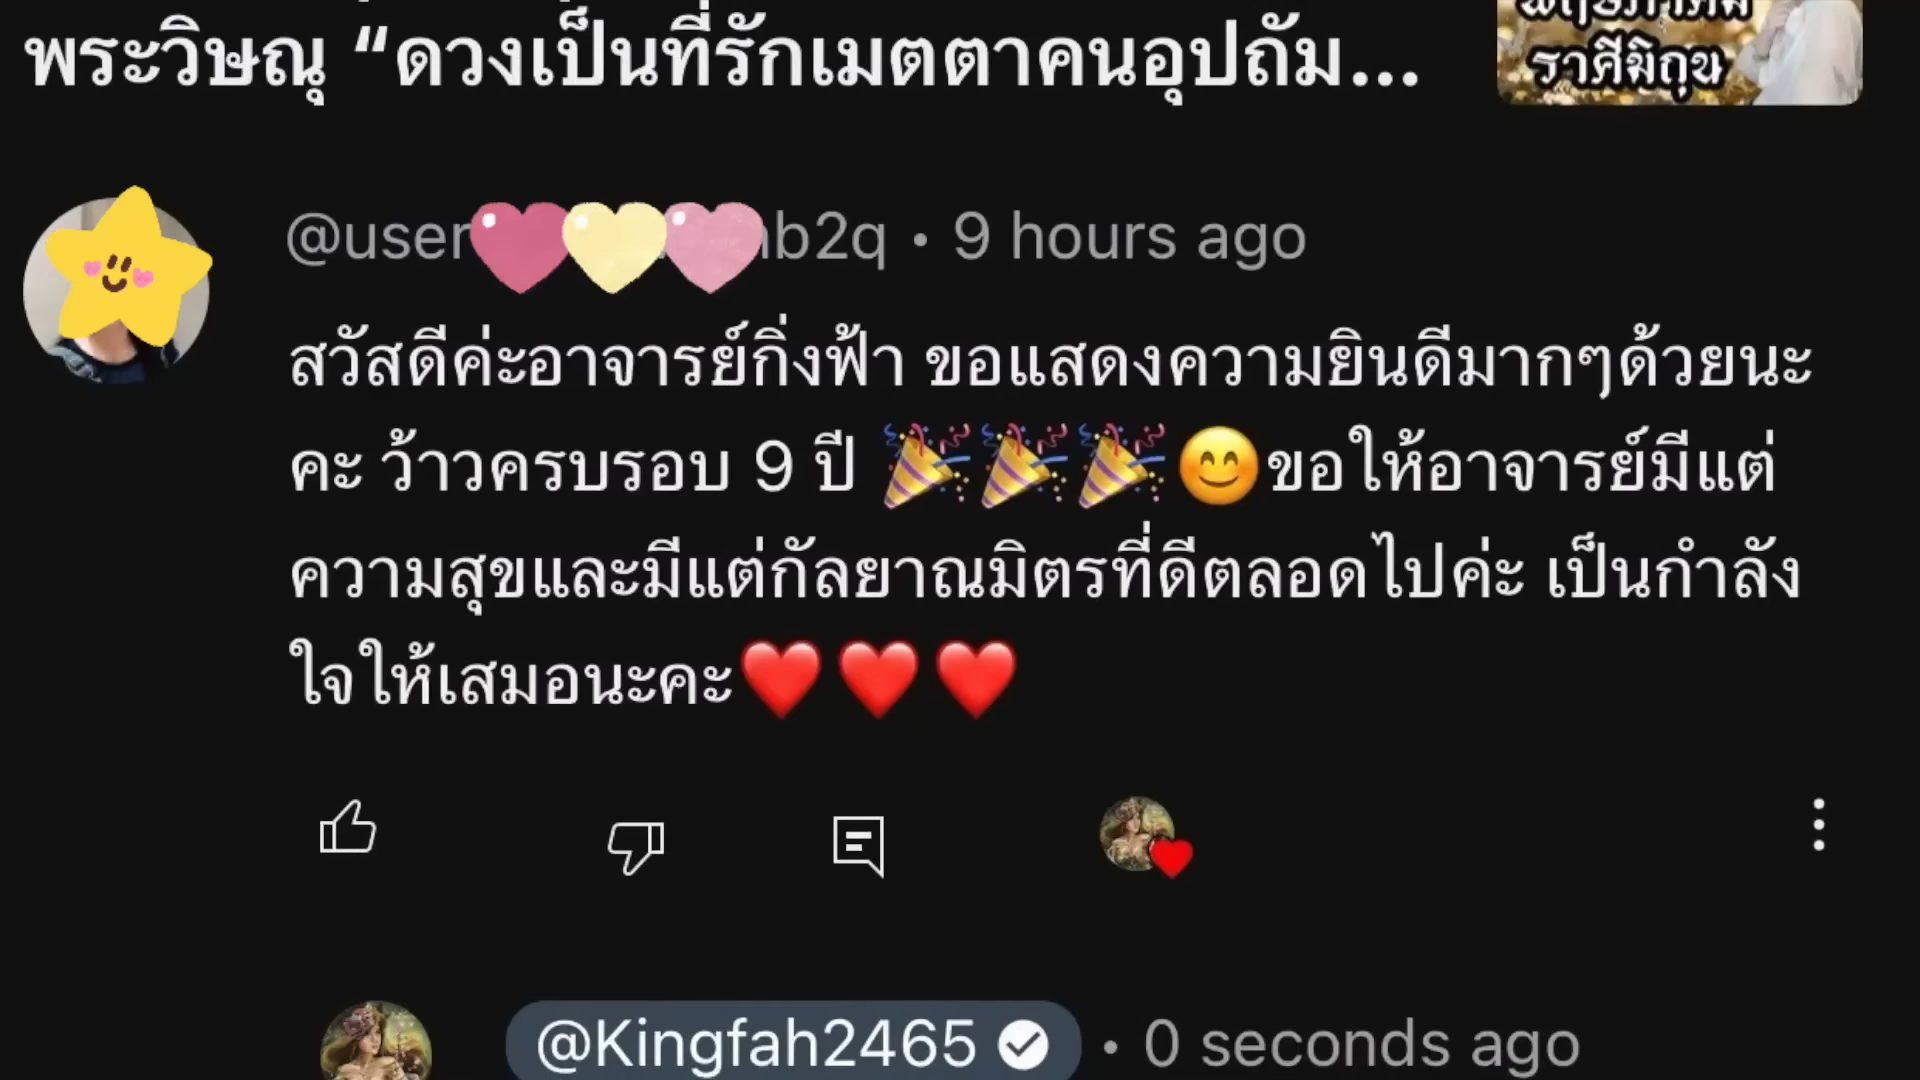 พระวิษณุ “ดวงเป็นที่รักเมตตาคนอุปถัม...
ราศีมิถุน
@user nb2q • 9 hours ago
สวัสดีค่ะอาจารย์กิ่งฟ้า ขอแสดงความยินดีมากๆด้วยนะ
คะ ว้าวครบรอบ 9 ปี 🎉🎉🎉😊ขอให้อาจารย์มีแต่
ความสุขและมีแต่กัลยาณมิตรที่ดีตลอดไปค่ะ เป็นกำลัง
ใจให้เสมอนะคะ❤️❤️❤️
@Kingfah2465 • 0 seconds ago